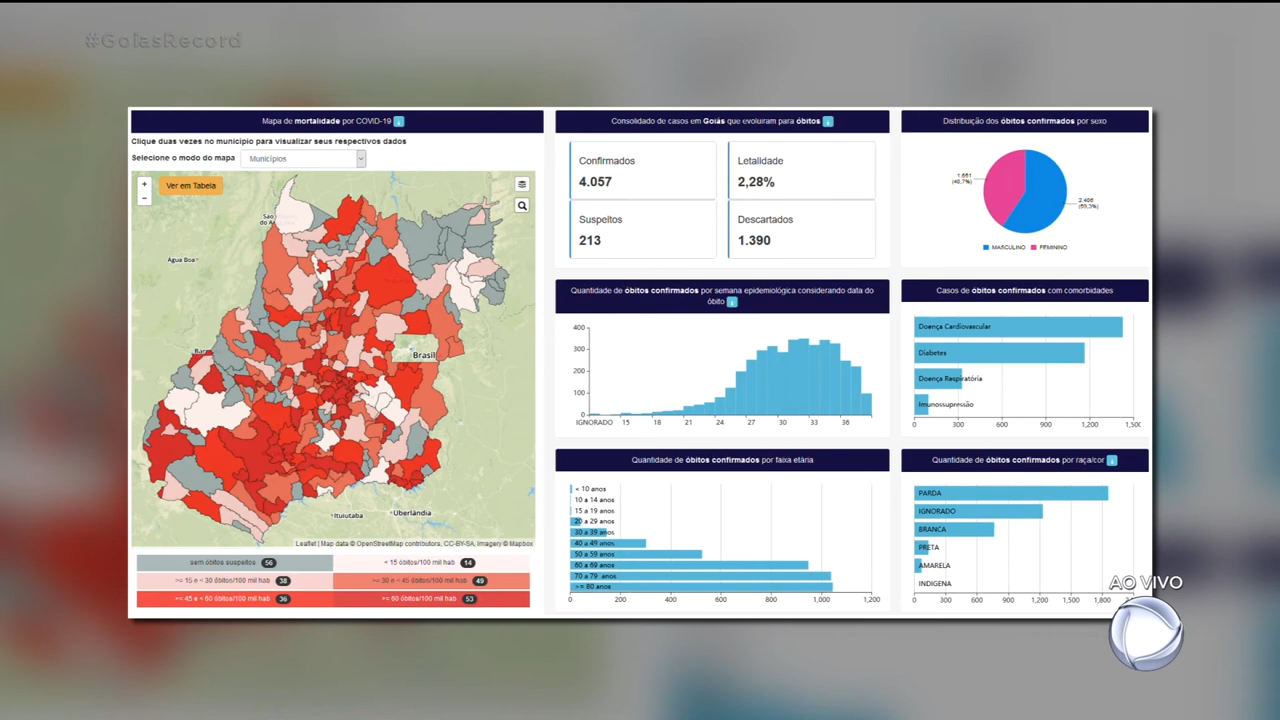 #GoiasRecord
Mapa de mortalidade por COVID-19
Clique duas vezes no município para visualizar seus respectivos dados
Selecione o modo do mapa
Municípios
+
-
Ver em Tabela
Sao
do A
Agua Boa
Bar
Brasil
Ituiutaba
Uberlândia
Leaflet | Map data © OpenStreetMap contributors, CC-BY-SA, Imagery © Mapbox
sem óbitos suspeitos 56
< 15 óbitos/100 mil hab 14
>= 15 e < 30 óbitos/100 mil hab 38
>= 30 e < 45 óbitos/100 mil hab 49
>= 45 e < 60 óbitos/100 mil hab 36
>= 60 óbitos/100 mil hab 53
Consolidado de casos em Goiás que evoluiram para óbitos
Confirmados
4.057
Letalidade
2,28%
Suspeitos
213
Descartados
1.390
Quantidade de óbitos confirmados por semana epidemiológica considerando data do
óbito
400
300
200
100
0
IGNORADO 15 18 21 24 27 30 33 36
Quantidade de óbitos confirmados por faixa etária
< 10 anos
10 a 14 anos
15 a 19 anos
20 a 29 anos
30 a 39 anos
40 a 49 anos
50 a 59 anos
60 a 69 anos
70 a 79 anos
>= 80 anos
0 200 400 600 800 1,000 1,200
Distribuição dos óbitos confirmados por sexo
1.651
(40,7%)
2.406
(59,3%)
MASCULINO FEMININO
Casos de óbitos confirmados com comorbidades
Doença Cardiovascular
Diabetes
Doença Respiratória
Imunossupressão
0 300 600 900 1,200 1,500
Quantidade de óbitos confirmados por raça/cor
PARDA
IGNORADO
BRANCA
PRETA
AMARELA
INDIGENA
0 300 600 900 1,200 1,500 1,800
AO VIVO